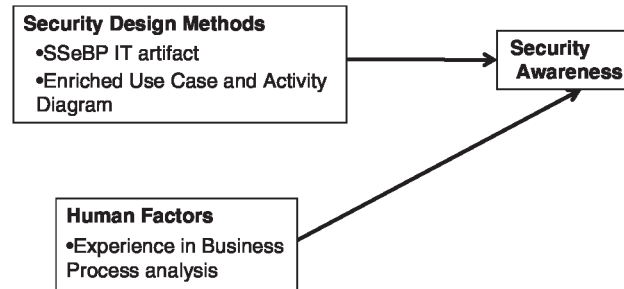 Security Design Methods
•SSeBP IT artifact
•Enriched Use Case and Activity
Diagram
Security
Awareness
Human Factors
•Experience in Business
Process analysis